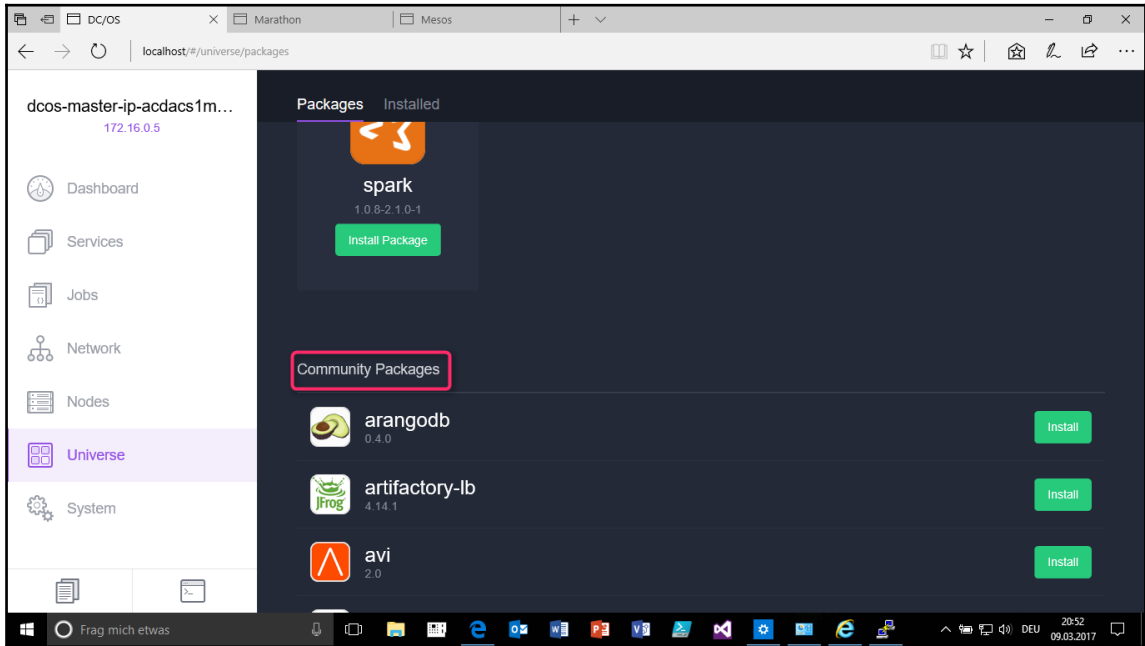 DC/OS
Marathon
Mesos
localhost/#/universe/packages
dcos-master-ip-acdacs1m...
172.16.0.5
Dashboard
Services
Jobs
Network
Nodes
Universe
System
Packages Installed
spark
1.0.8-2.1.0-1
Install Package
Community Packages
arangodb
0.4.0
Install
JFrog
artifactory-lb
4.14.1
Install
avi
2.0
Install
Frag mich etwas
DEU
20:52
09.03.2017